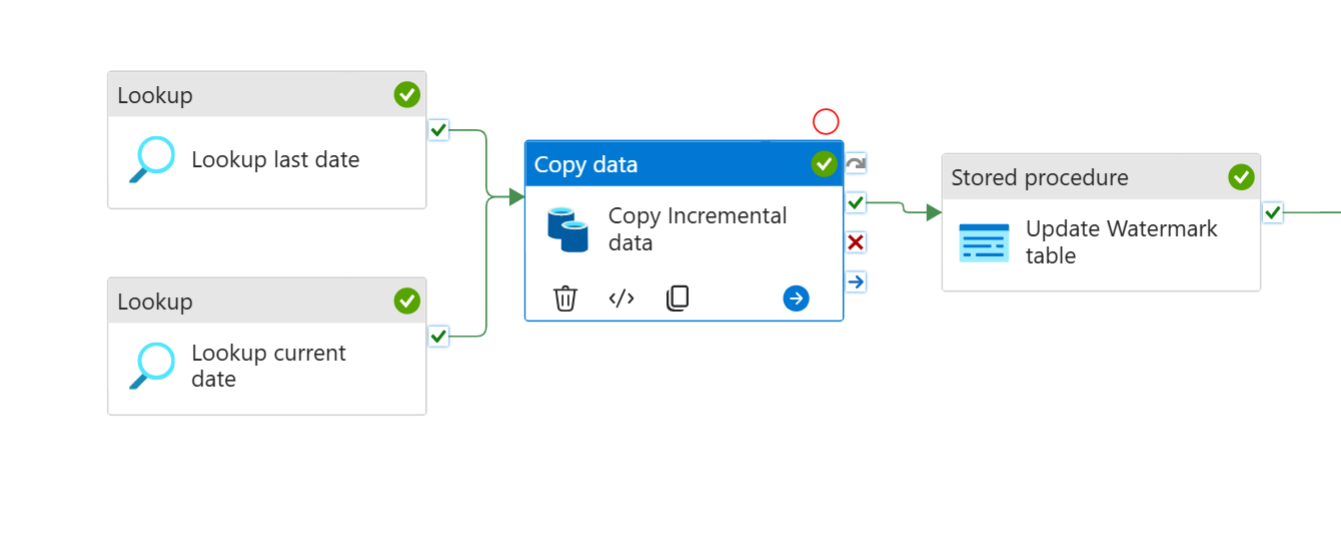 Lookup
Lookup last date
Copy data
Copy Incremental
data
Stored procedure
Update Watermark
table
Lookup
Lookup current
date